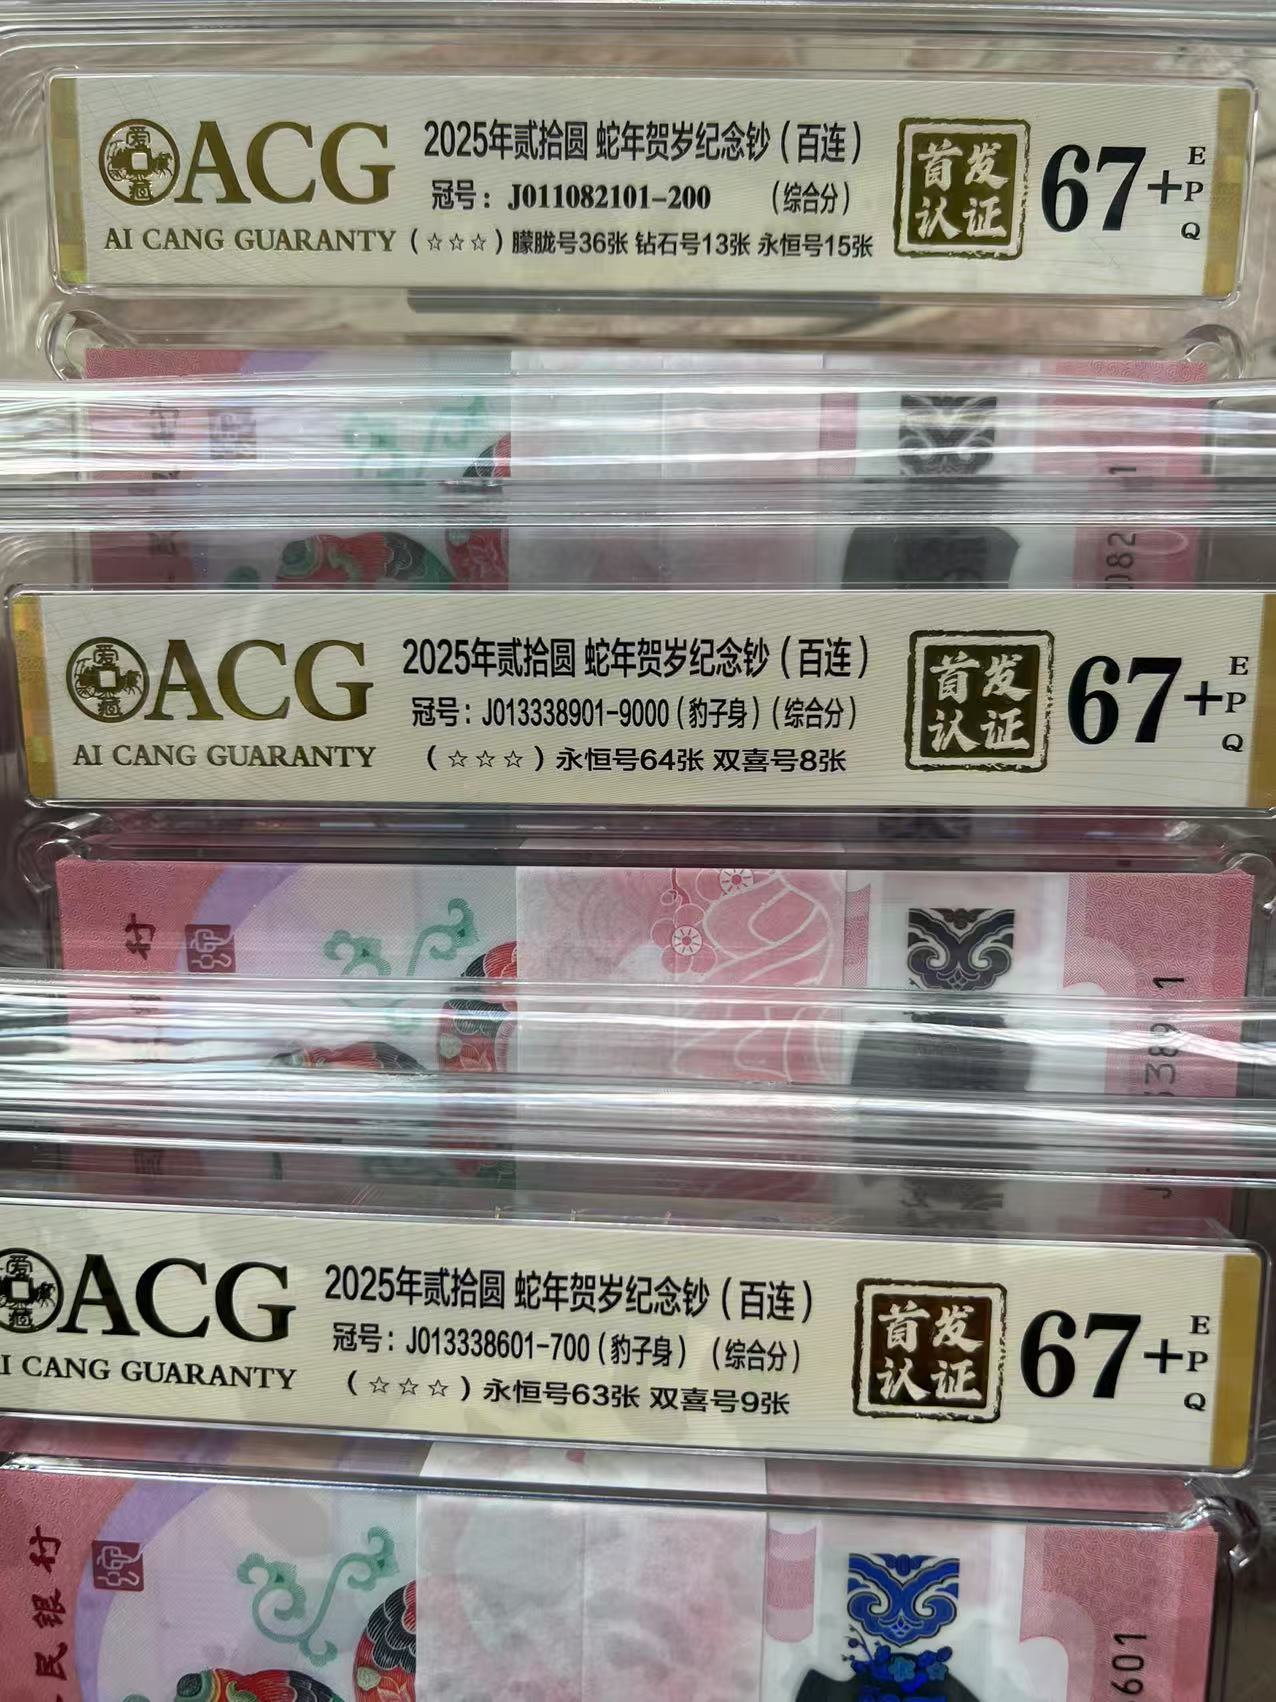 ACG
AI CANG GUARANTY
2025年贰拾圆 蛇年贺岁纪念钞（百连）
冠号：J011082101-200 （综合分）
（☆☆☆）朦胧号36张 钻石号13张 永恒号15张
首发
认证
67+
EPQ
ACG
AI CANG GUARANTY
2025年贰拾圆 蛇年贺岁纪念钞（百连）
冠号：J013338901-9000（豹子身）（综合分）
（☆☆☆）永恒号64张 双喜号8张
首发
认证
67+
EPQ
ACG
I CANG GUARANTY
2025年贰拾圆 蛇年贺岁纪念钞（百连）
冠号：J013338601-700（豹子身）（综合分）
（☆☆☆）永恒号63张 双喜号9张
首发
认证
67+
EPQ
民银
601